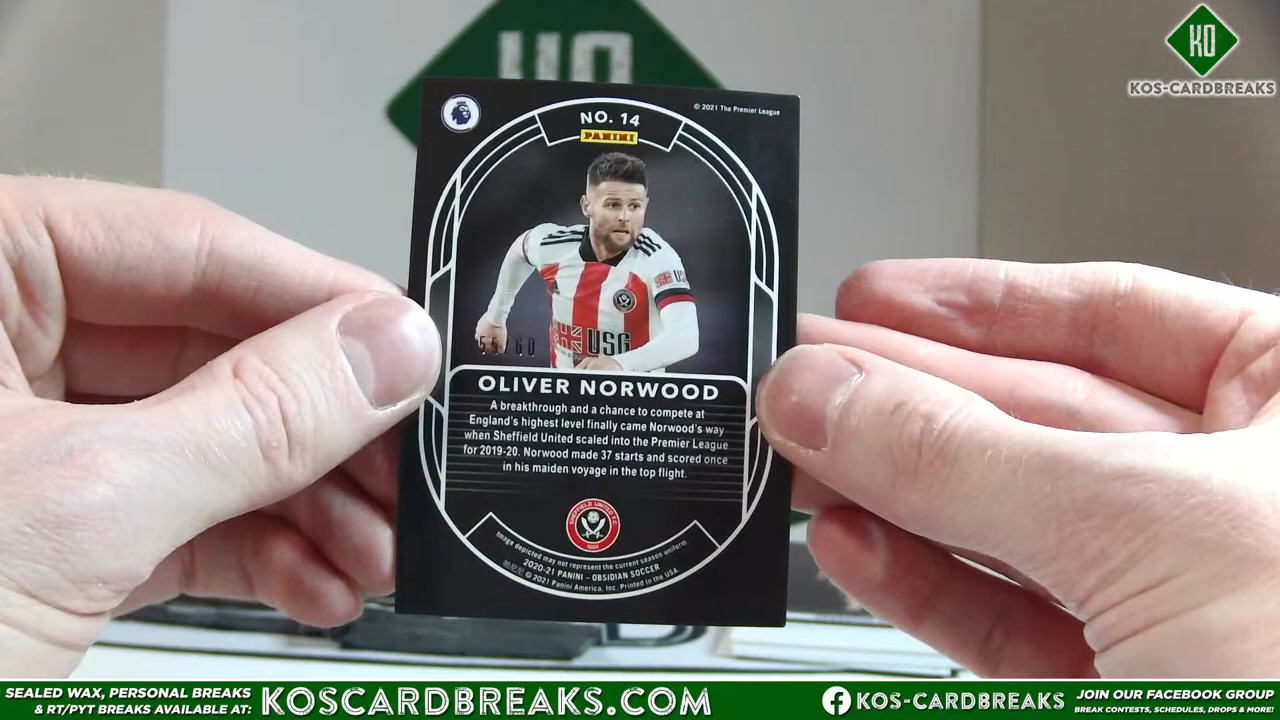 KO
KO
KOS-CARDBREAKS
© 2021 The Premier League
NO. 14
PANINI
USG
55/60
OLIVER NORWOOD
A breakthrough and a chance to compete at
England's highest level finally came Norwood's way
when Sheffield United scaled into the Premier League
for 2019-20. Norwood made 37 starts and scored once
in his maiden voyage in the top flight.
SHEFFIELD UNITED F.C.
1889
Image depicted may not represent the current season uniform.
2020-21 PANINI – OBSIDIAN SOCCER
© 2021 Panini America, Inc. Printed in the USA
SEALED WAX, PERSONAL BREAKS
& RT/PYT BREAKS AVAILABLE AT:
KOSCARDBREAKS.COM
KOS-CARDBREAKS
JOIN OUR FACEBOOK GROUP
BREAK CONTESTS, SCHEDULES, DROPS & MORE!